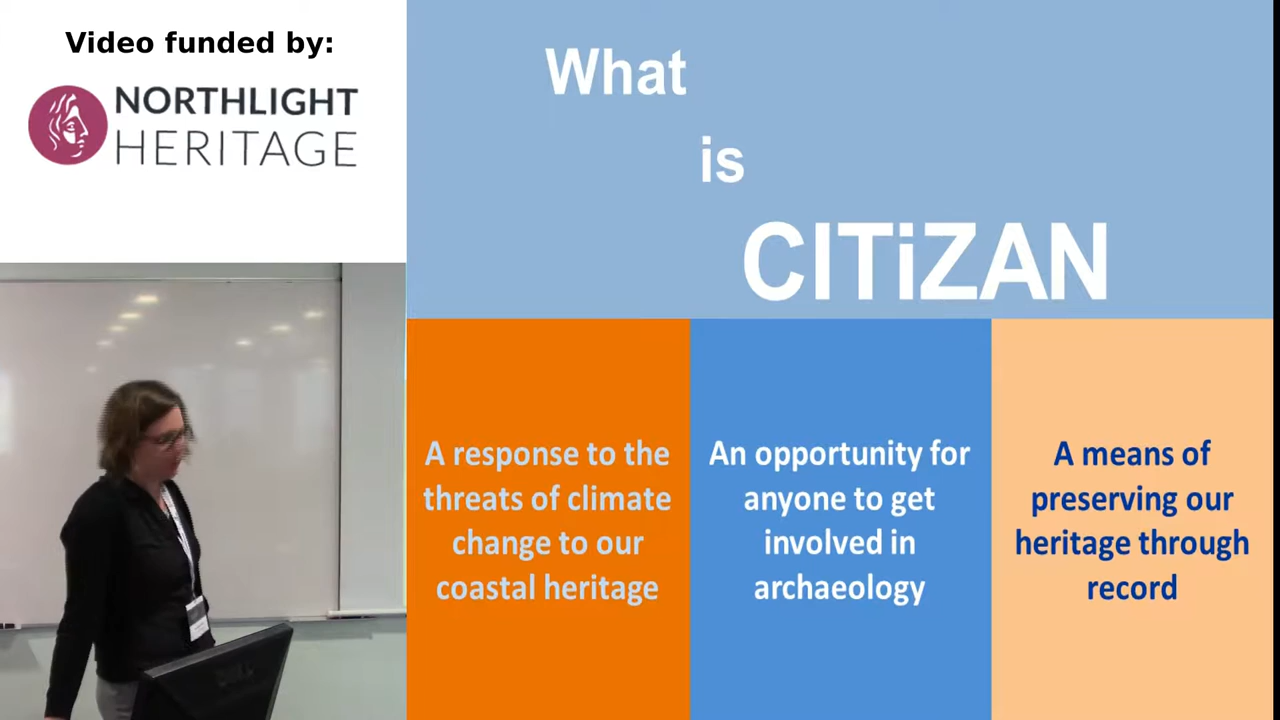 Video funded by:
NORTHLIGHT
HERITAGE
What
is
CITiZAN
A response to the
threats of climate
change to our
coastal heritage
An opportunity for
anyone to get
involved in
archaeology
A means of
preserving our
heritage through
record